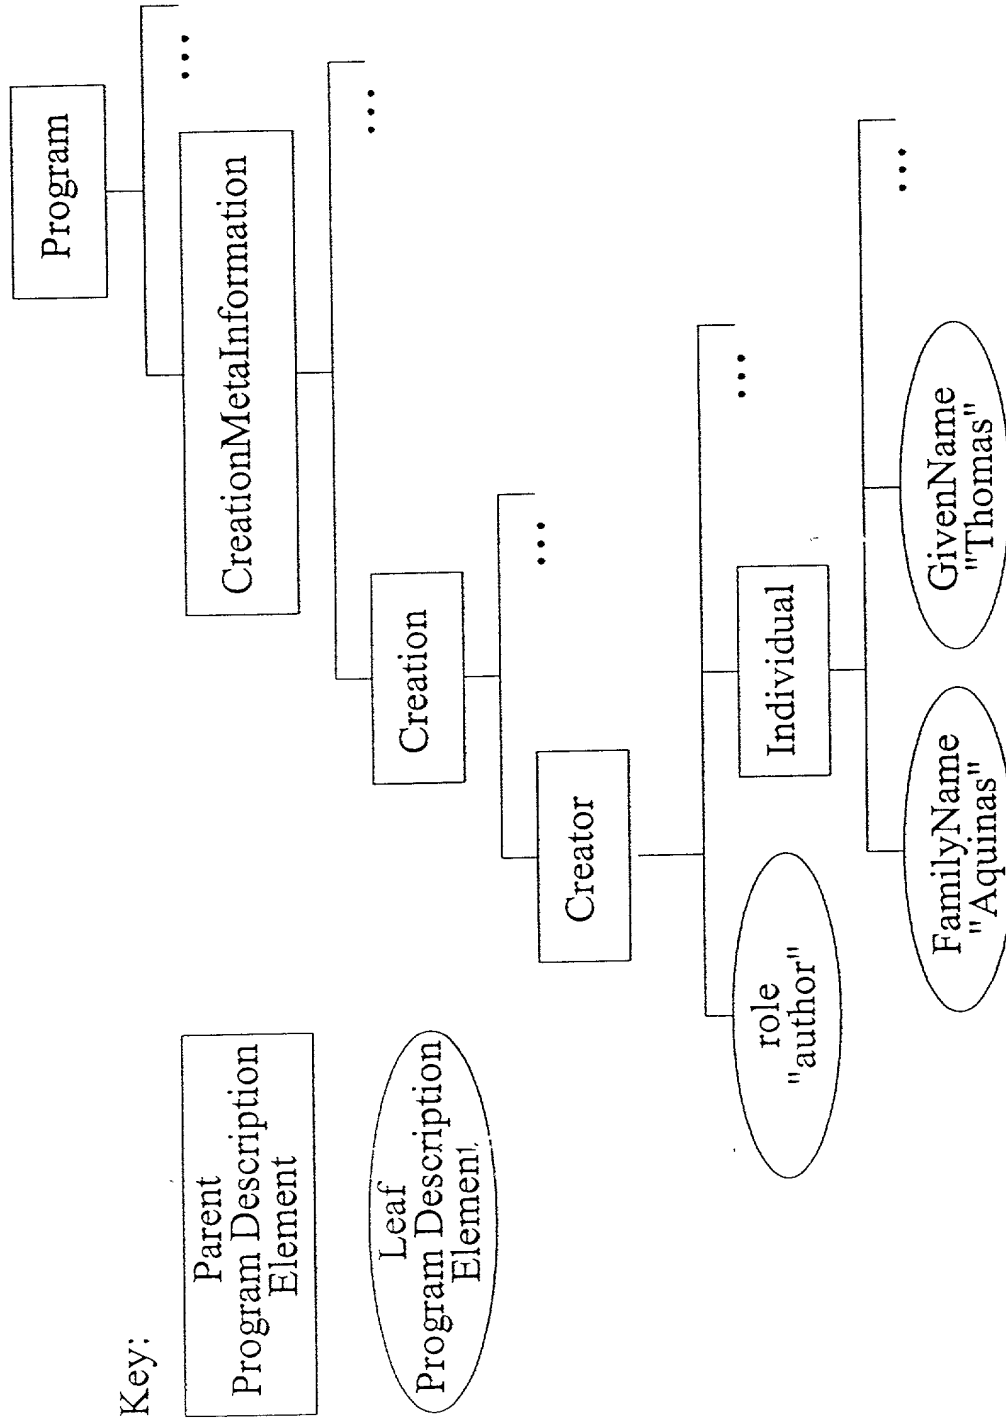 Key:
Parent
Program Description
Element
Leaf
Program Description
Element
Program
...
CreationMetaInformation
...
Creation
...
Creator
...
role
"author"
Individual
...
FamilyName
"Aquinas"
GivenName
"Thomas"